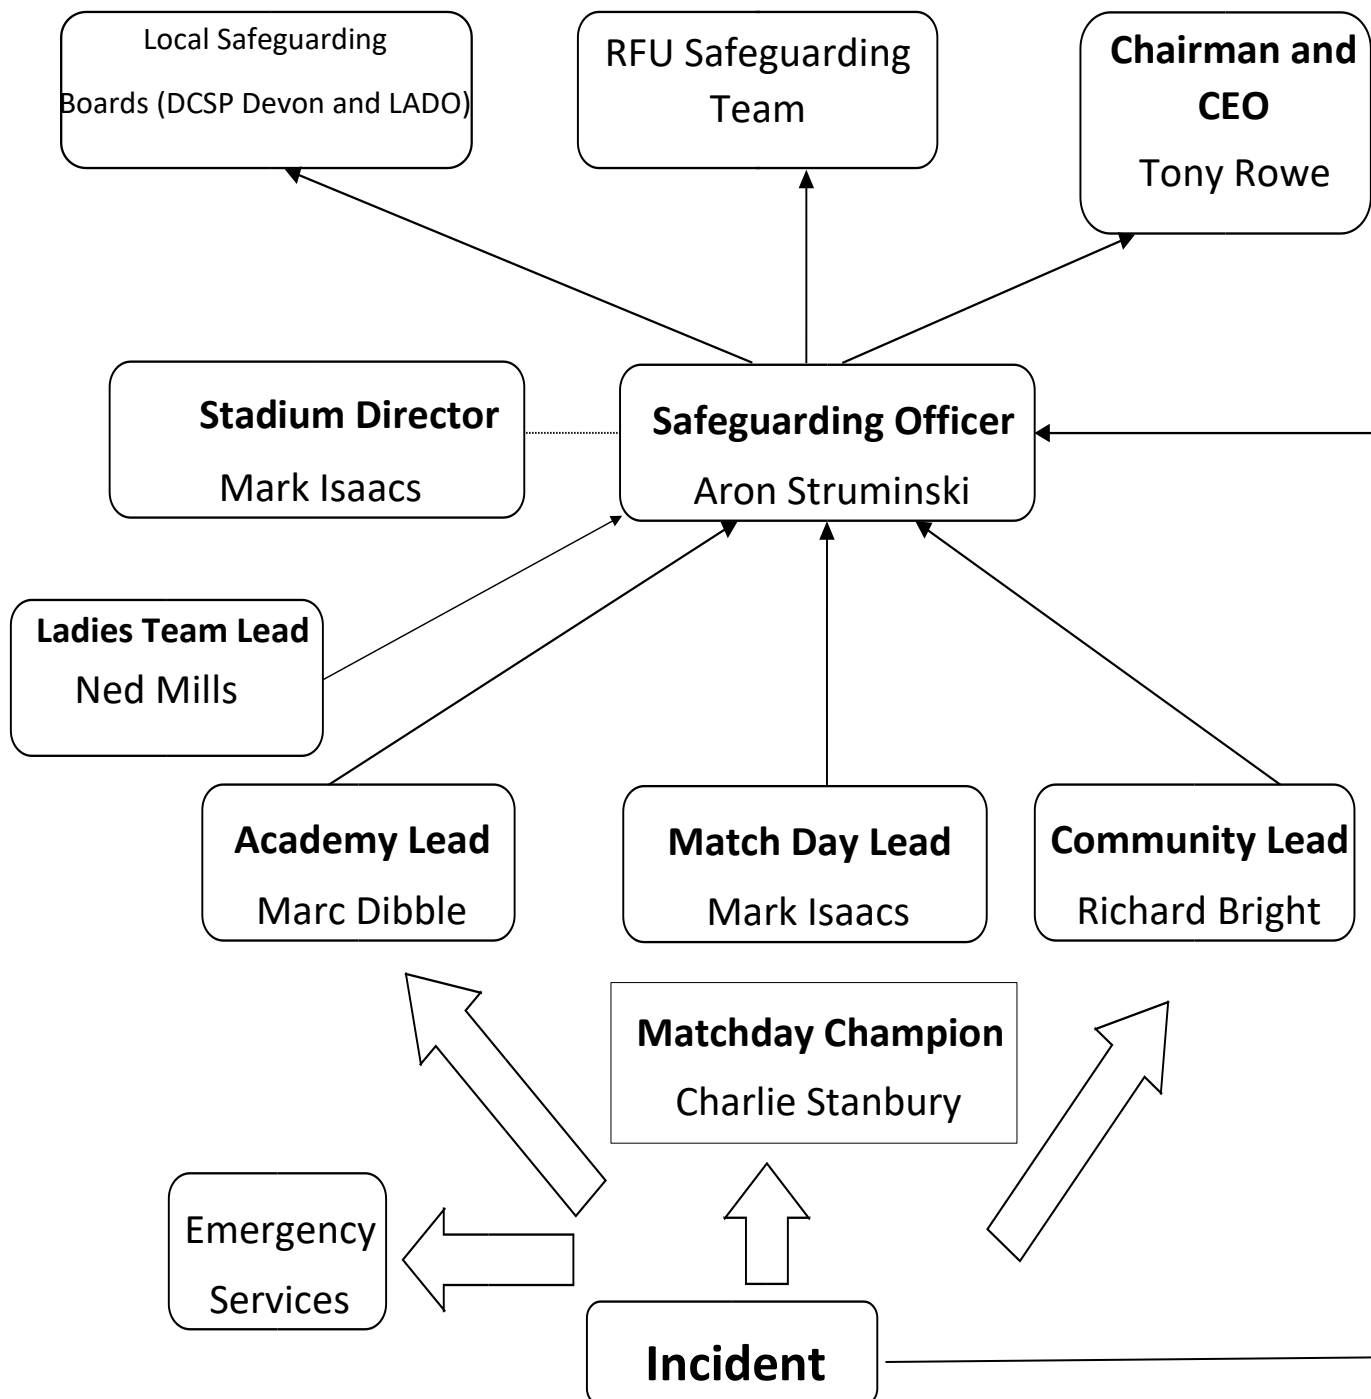 Local Safeguarding
Boards (DCSP Devon and LADO)
RFU Safeguarding
Team
Chairman and
CEO
Tony Rowe
Stadium Director
Mark Isaacs
Safeguarding Officer
Aron Struminski
Ladies Team Lead
Ned Mills
Academy Lead
Marc Dibble
Match Day Lead
Mark Isaacs
Community Lead
Richard Bright
Matchday Champion
Charlie Stanbury
Emergency
Services
Incident